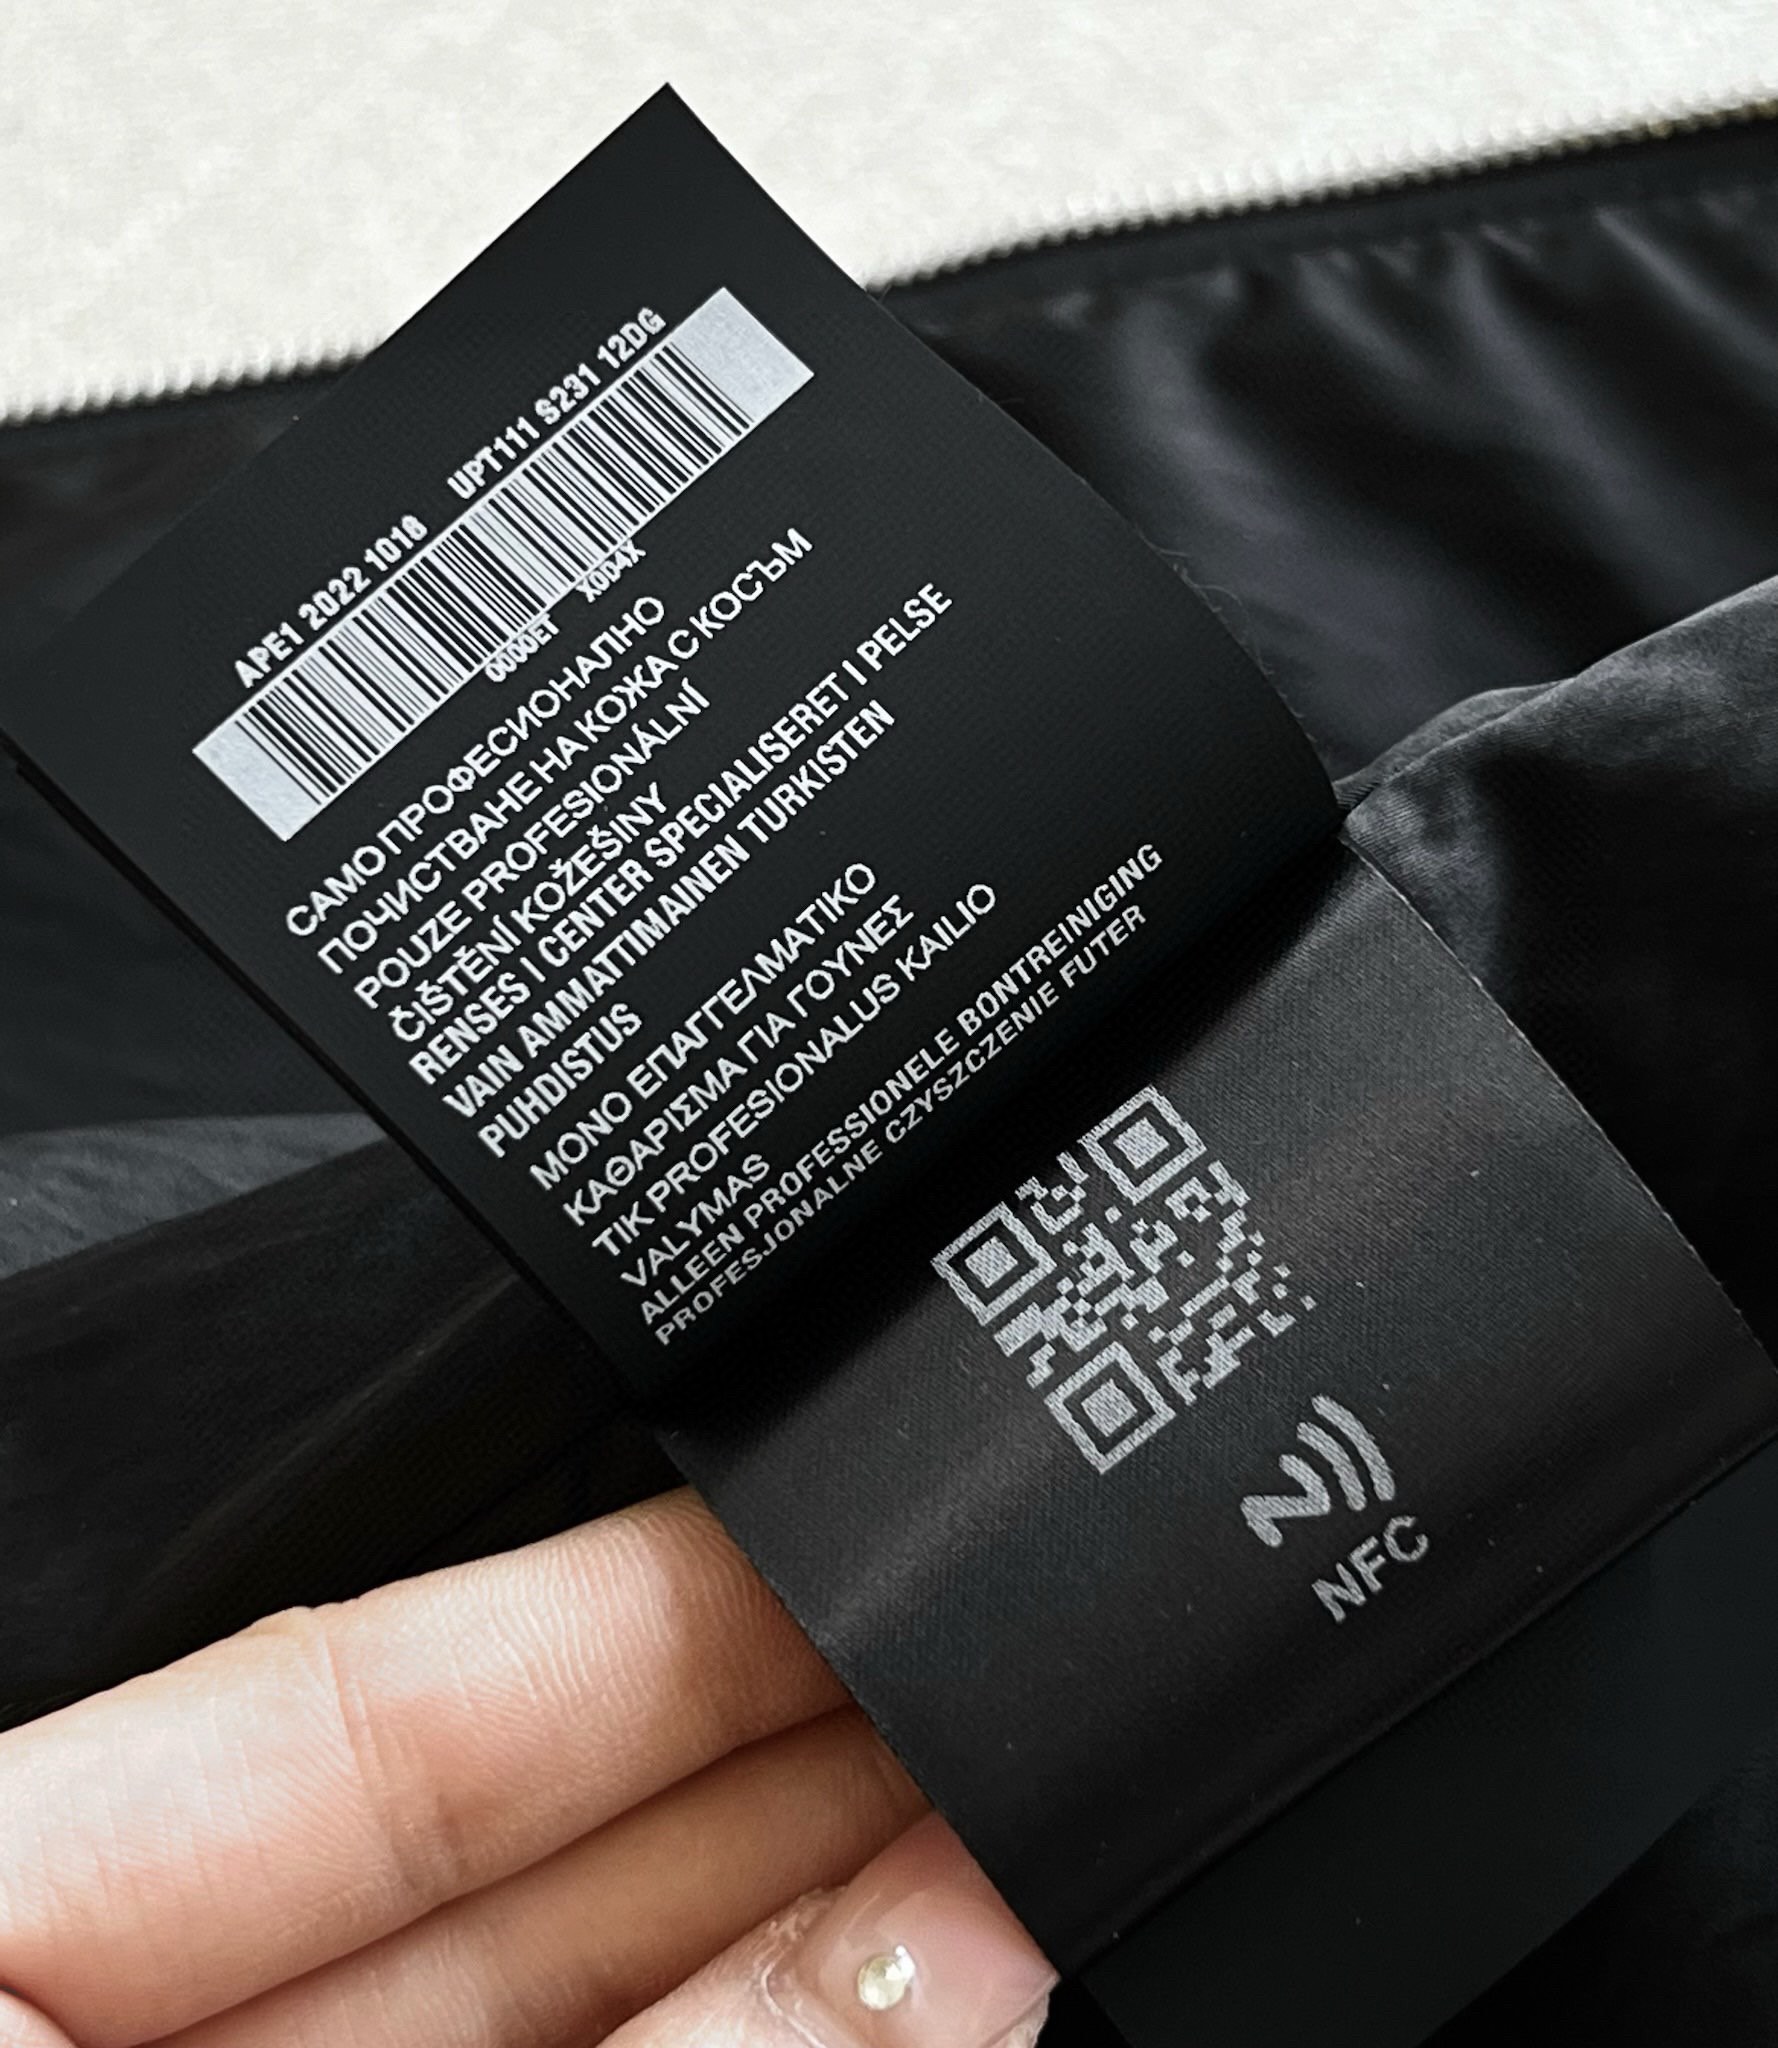 APE1 2022 1018 UPT111 S231 12DG
0000ET X0D4X
САМО ПРОФЕСИОНАЛНО
ПОЧИСТВАНЕ НА КОЖА С КОСЪМ
POUZE PROFESIONÁLNÍ
ČIŠTĚNÍ KOŽEŠINY
RENSES I CENTER SPECIALISERET I PELSE
VAIN AMMATTIMAINEN TURKISTEN
PUHDISTUS
ΜΟΝΟ ΕΠΑΓΓΕΛΜΑΤΙΚΟ
ΚΑΘΑΡΙΣΜΑ ΓΙΑ ΓΟΥΝΕΣ
TIK PROFESIONALUS KAILIO
VALYMAS
ALLEEN PROFESSIONELE BONTREINIGING
PROFESJONALNE CZYSZCZENIE FUTER
NFC